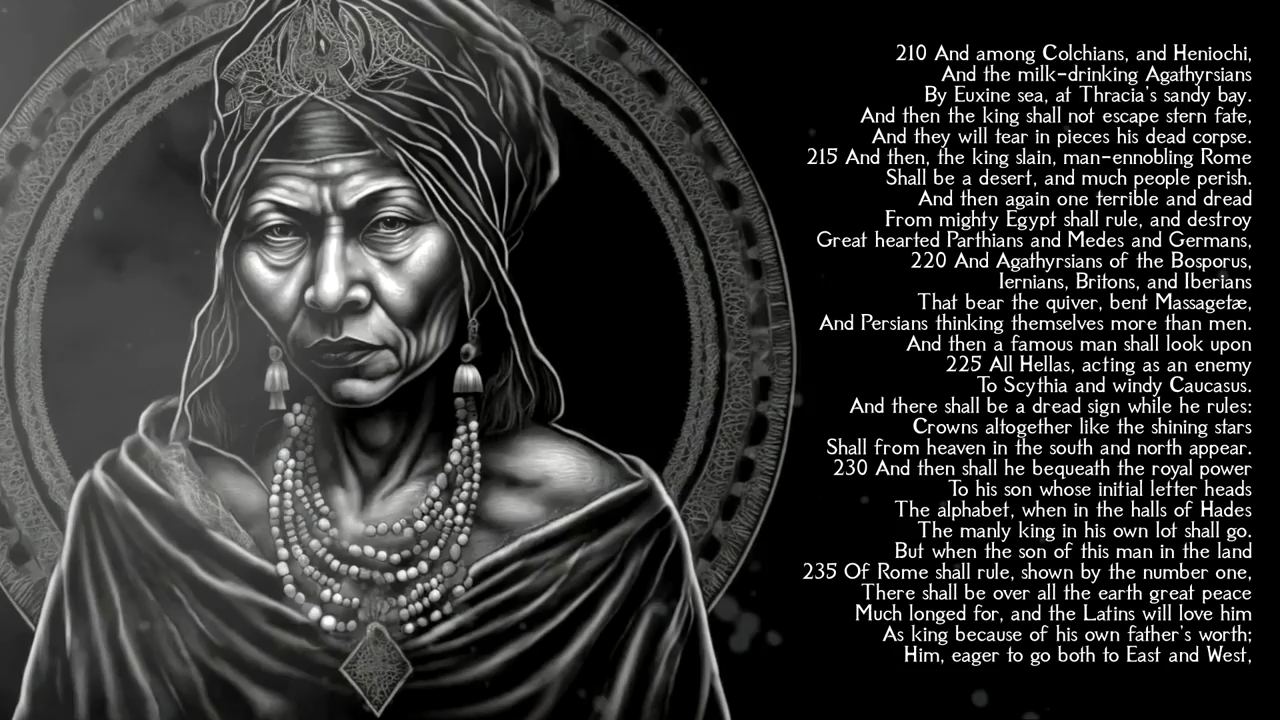 210 And among Colchians, and Heniochi,
And the milk-drinking Agathyrsians
By Euxine sea, at Thracia's sandy bay.
And then the king shall not escape stern fate,
And they will tear in pieces his dead corpse.
215 And then, the king slain, man-ennobling Rome
Shall be a desert, and much people perish.
And then again one terrible and dread
From mighty Egypt shall rule, and destroy
Great hearted Parthians and Medes and Germans,
220 And Agathyrsians of the Bosporus,
Iernians, Britons, and Iberians
That bear the quiver, bent Massagetæ,
And Persians thinking themselves more than men.
And then a famous man shall look upon
225 All Hellas, acting as an enemy
To Scythia and windy Caucasus.
And there shall be a dread sign while he rules:
Crowns altogether like the shining stars
Shall from heaven in the south and north appear.
230 And then shall he bequeath the royal power
To his son whose initial letter heads
The alphabet, when in the halls of Hades
The manly king in his own lot shall go.
But when the son of this man in the land
235 Of Rome shall rule, shown by the number one,
There shall be over all the earth great peace
Much longed for, and the Latins will love him
As king because of his own father's worth;
Him, eager to go both to East and West,